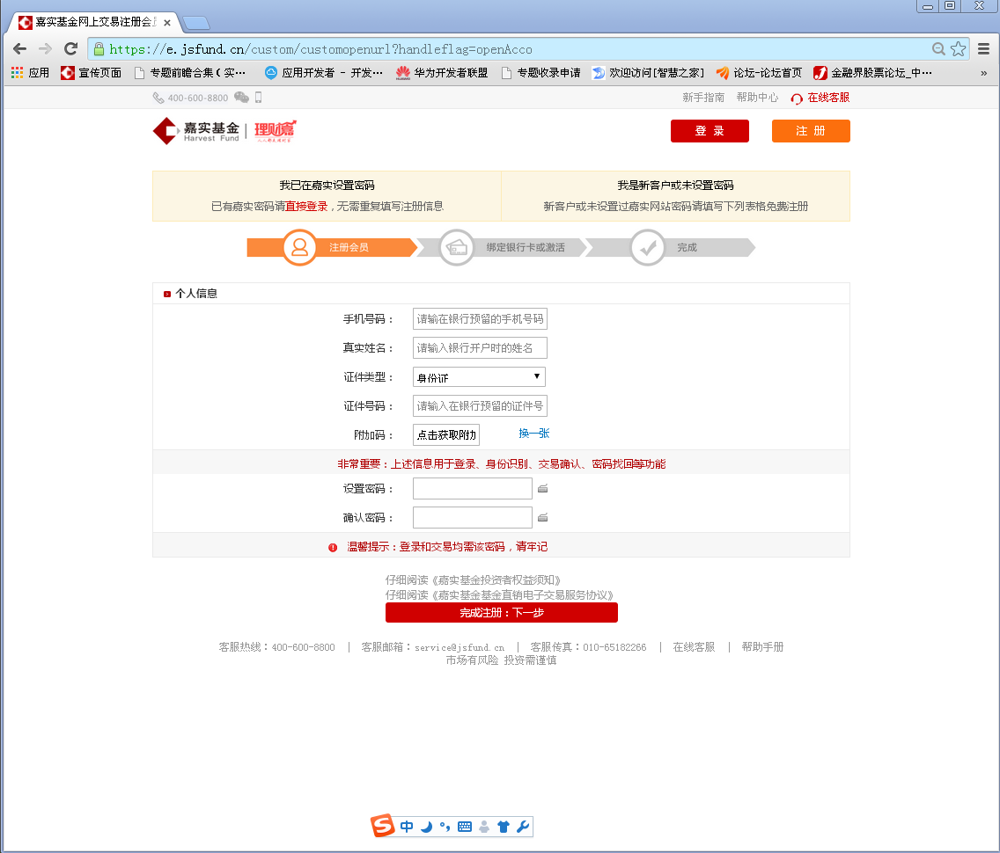 嘉实基金网上交易注册会员
https://e.jsfund.cn/custom/customopenurl?handleflag=openAcco
应用 宣传页面 专题前瞻合集(实… 应用开发者 - 开发… 华为开发者联盟 专题收录申请 欢迎访问[智慧之家] 论坛-论坛首页 金融界股票论坛_中… »
400-600-8800 新手指南 帮助中心 在线客服
嘉实基金 Harvest Fund 理财嘉 登 录 注 册
我已在嘉实设置密码 我是新客户或未设置密码
已有嘉实密码请直接登录，无需重复填写注册信息 新客户或未设置过嘉实网站密码请填写下列表格免费注册
注册会员 绑定银行卡或激活 完成
个人信息
手机号码： 请输在银行预留的手机号码
真实姓名： 请输入银行开户时的姓名
证件类型： 身份证
证件号码： 请输入在银行预留的证件号
附加码： 点击获取附加 换一张
非常重要：上述信息用于登录、身份识别、交易确认、密码找回等功能
设置密码：
确认密码：
温馨提示：登录和交易均需该密码，请牢记
仔细阅读《嘉实基金投资者权益须知》
仔细阅读《嘉实基金基金直销电子交易服务协议》
完成注册：下一步
客服热线：400-600-8800 | 客服邮箱：service@jsfund.cn | 客服传真：010-65182266 | 在线客服 | 帮助手册
市场有风险 投资需谨慎
S 中